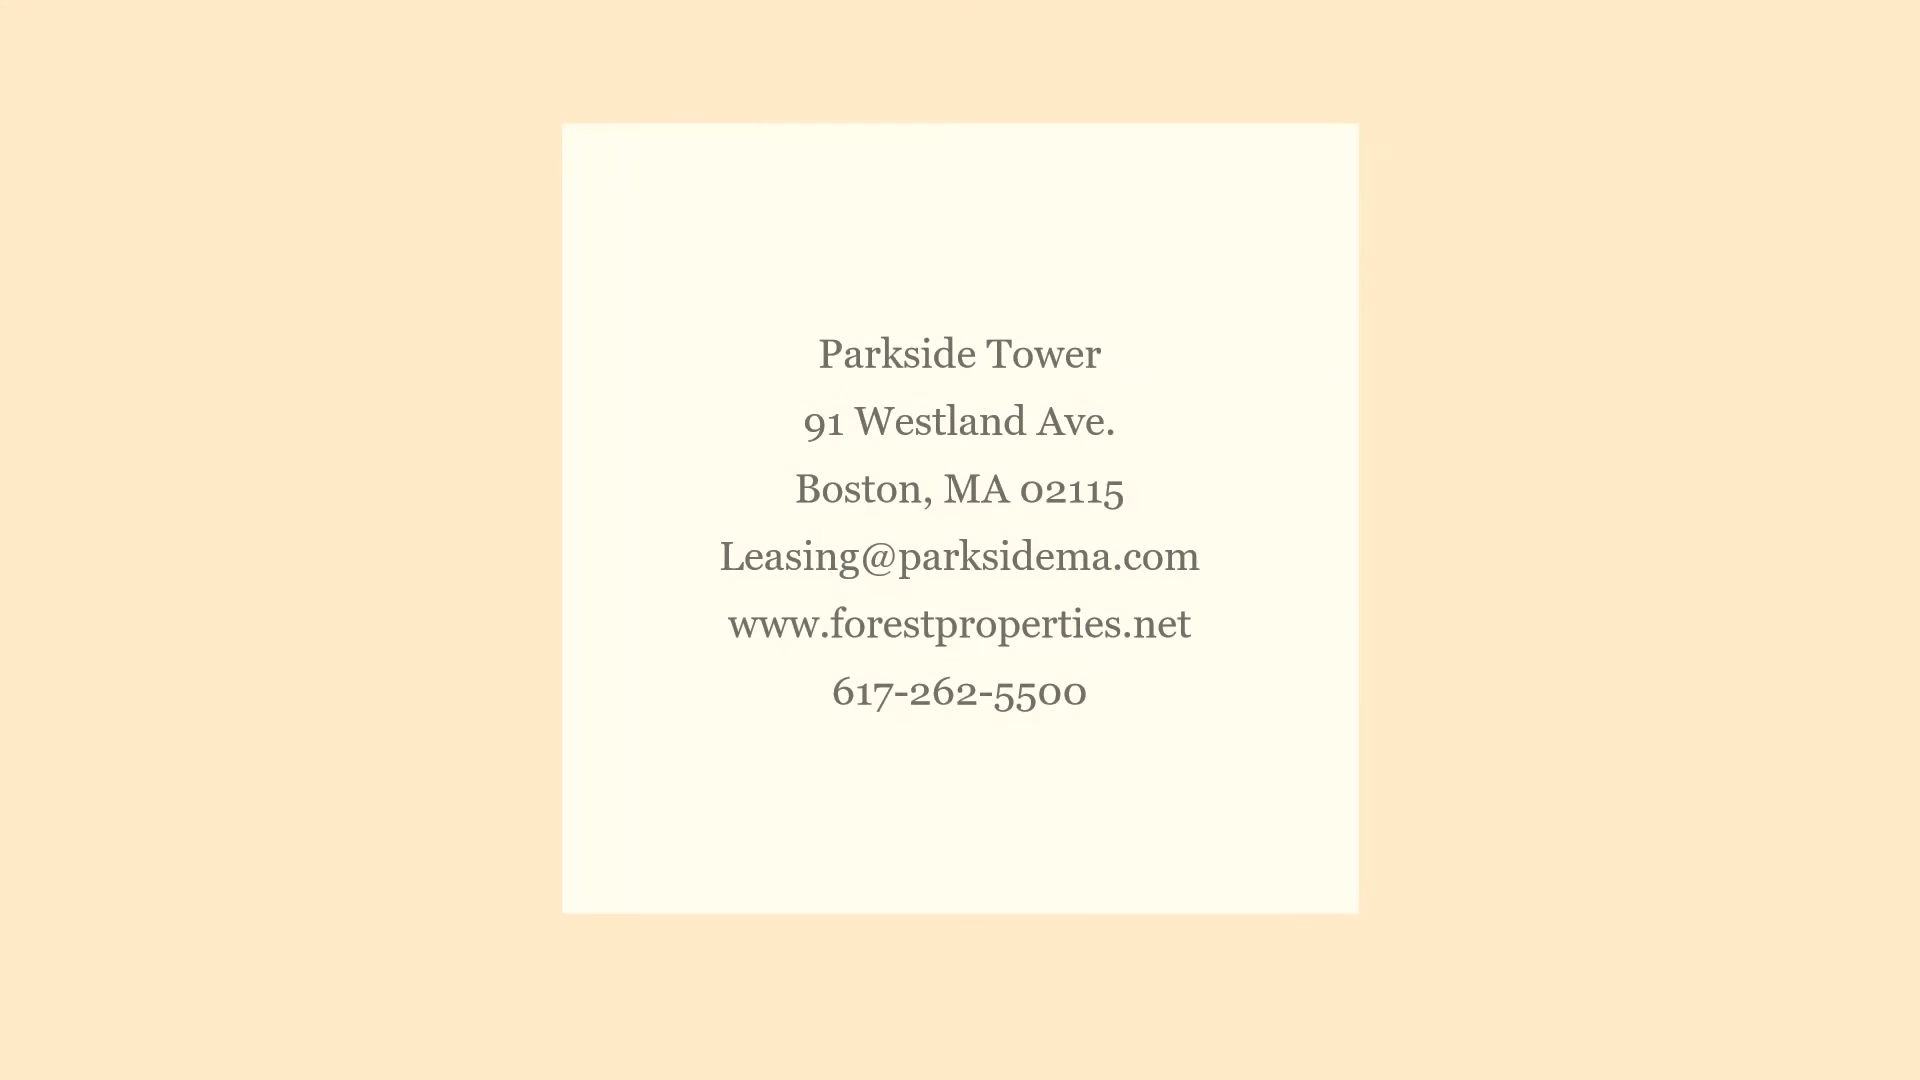 Parkside Tower
91 Westland Ave.
Boston, MA 02115
Leasing@parksidema.com
www.forestproperties.net
617-262-5500